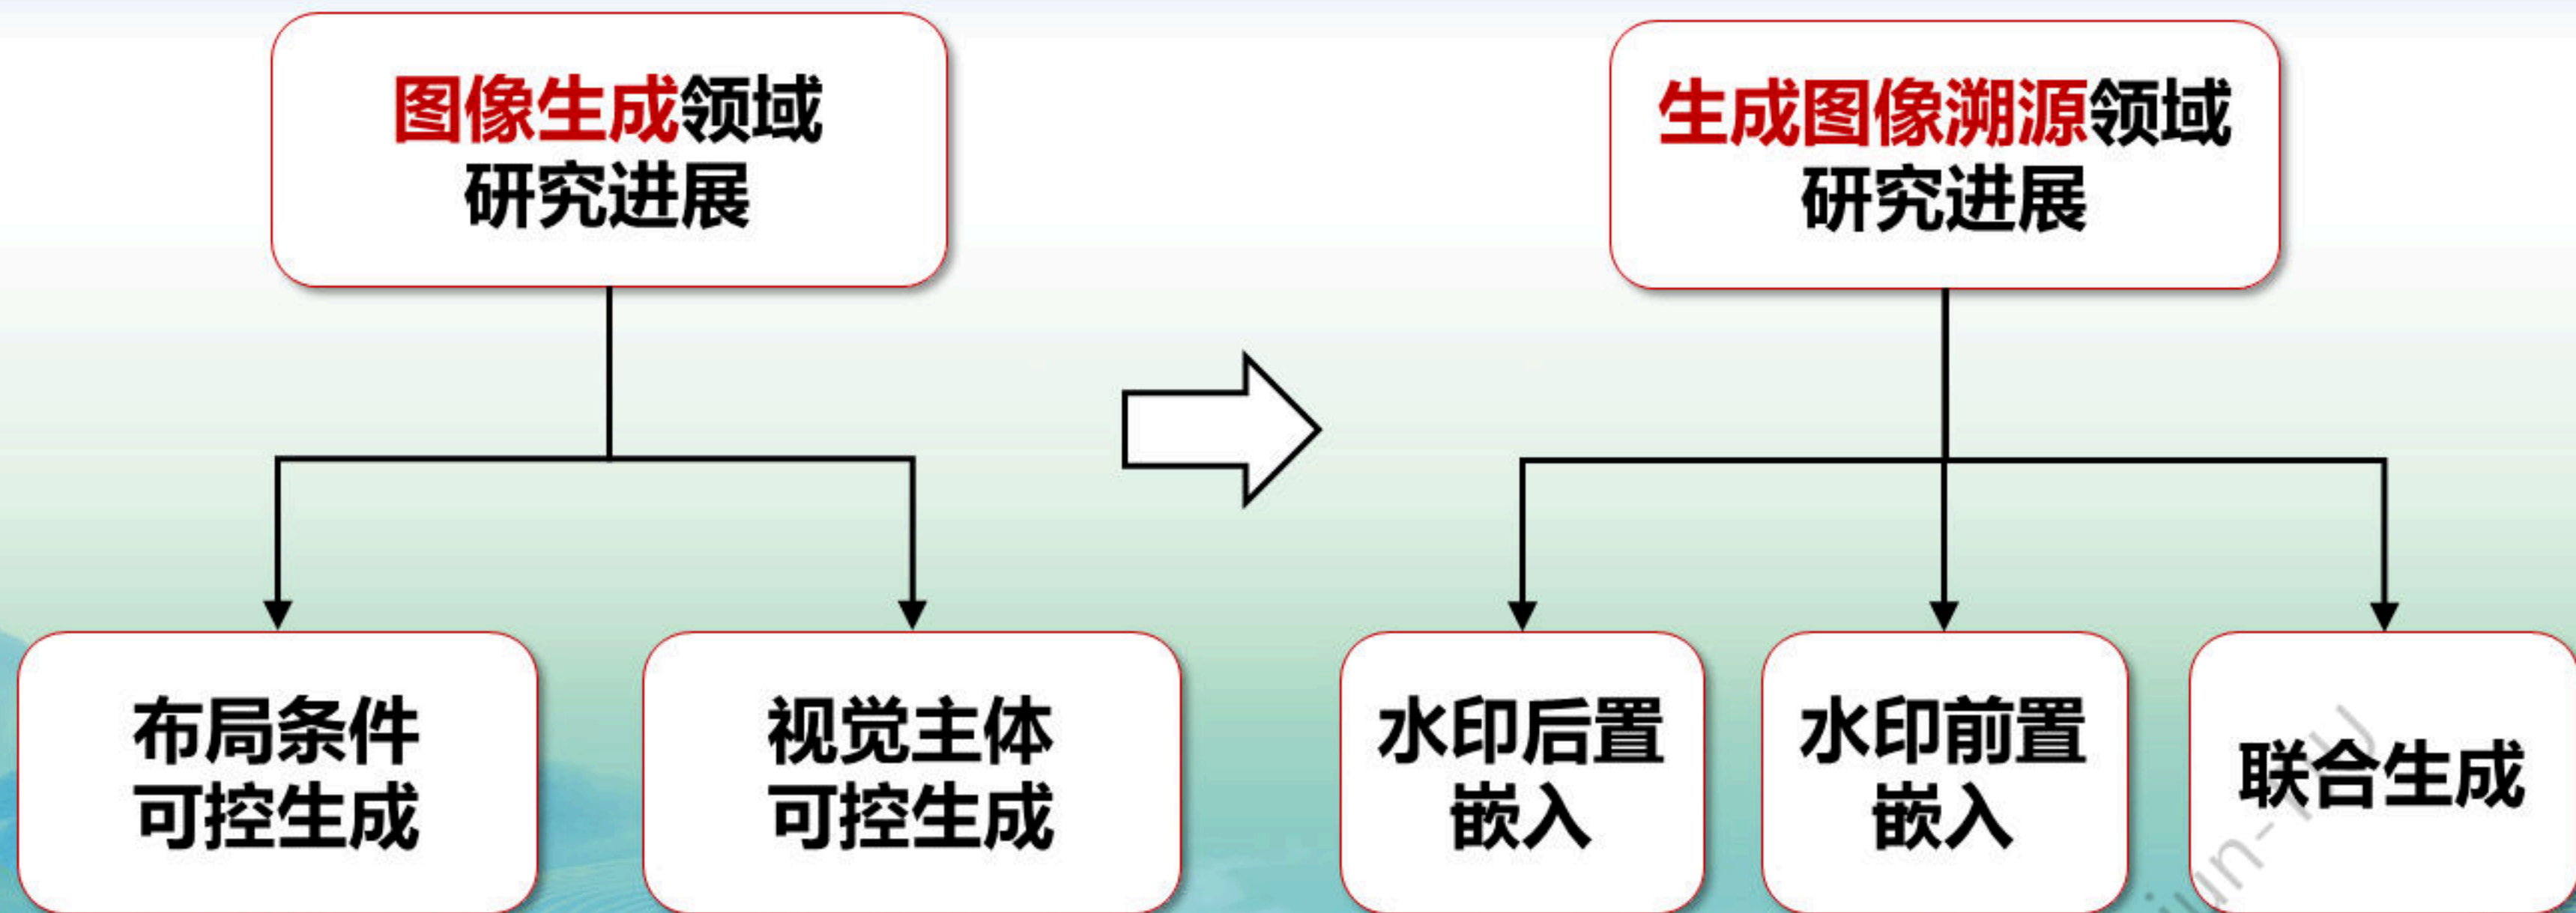 图像生成领域
研究进展
生成图像溯源领域
研究进展
布局条件
可控生成
视觉主体
可控生成
水印后置
嵌入
水印前置
嵌入
联合生成